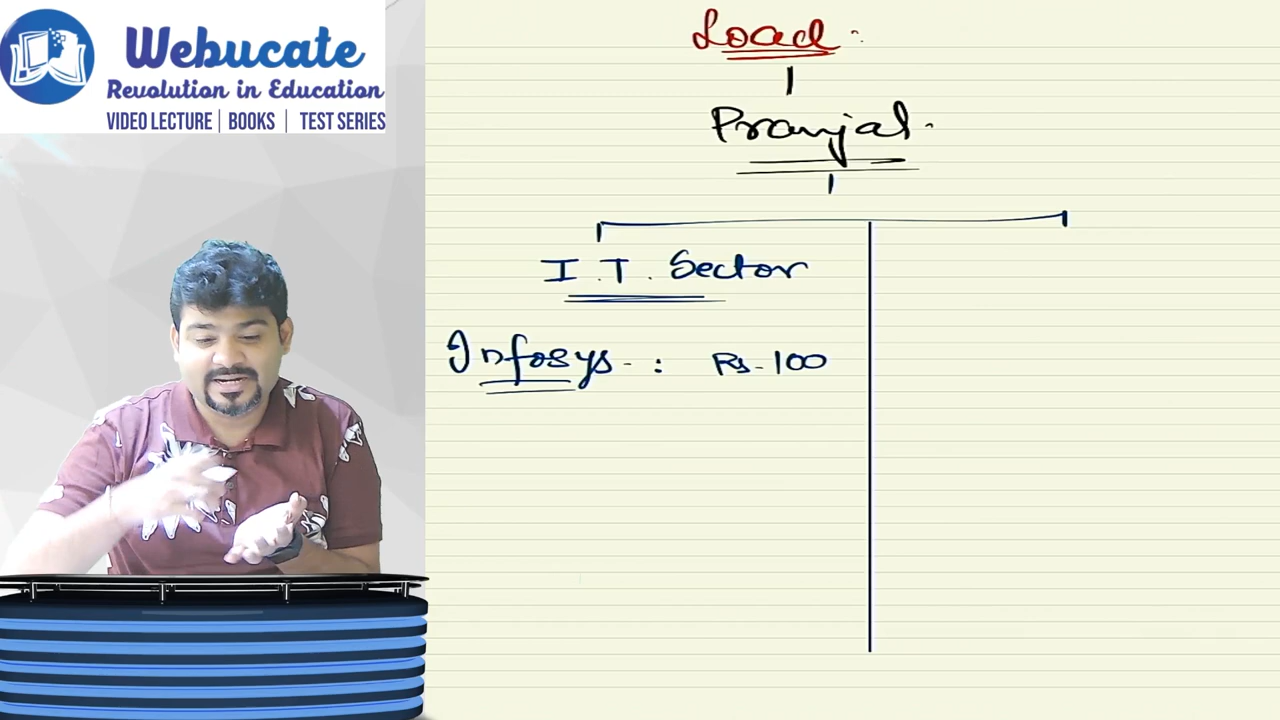 Webucate
Revolution in Education
VIDEO LECTURE | BOOKS | TEST SERIES
Load :
Pranjal.
I.T. Sector
Infosys - : Rs-100